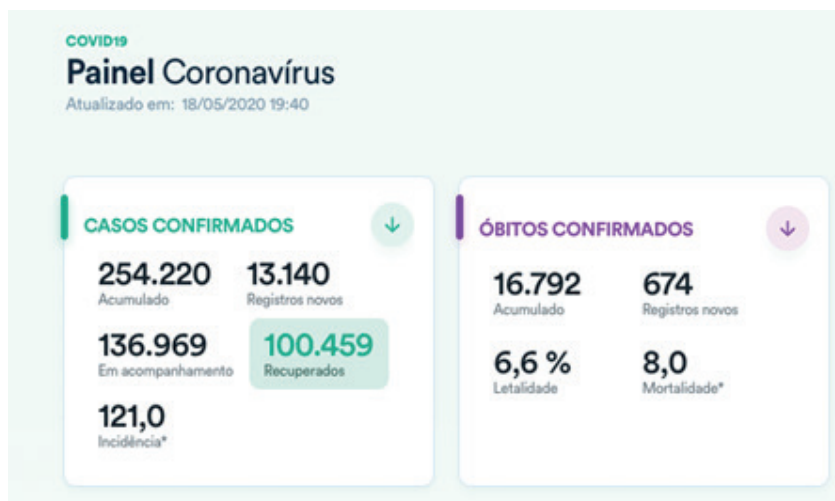 COVID19
Painel Coronavírus
Atualizado em: 18/05/2020 19:40
CASOS CONFIRMADOS
254.220 13.140
Acumulado Registros novos
136.969 100.459
Em acompanhamento Recuperados
121,0
Incidência*
ÓBITOS CONFIRMADOS
16.792 674
Acumulado Registros novos
6,6 % 8,0
Letalidade Mortalidade*